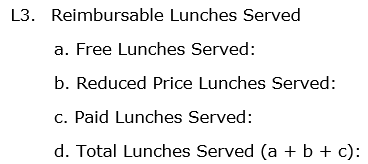 L3. Reimbursable Lunches Served
a. Free Lunches Served:
b. Reduced Price Lunches Served:
c. Paid Lunches Served:
d. Total Lunches Served (a + b + c):